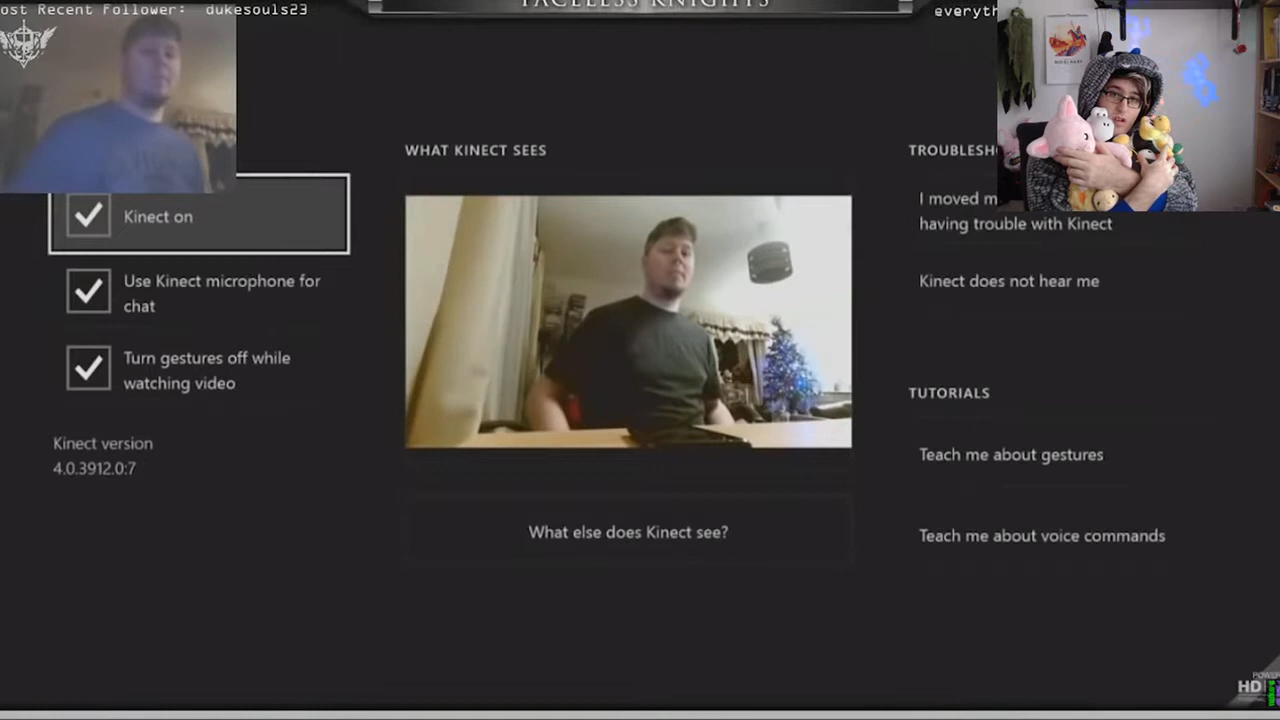 ost Recent Follower: dukesouls23
FACELESS KNIGHTS
everyth
WHAT KINECT SEES
TROUBLESH
Kinect on
I moved m
having trouble with Kinect
Use Kinect microphone for
chat
Kinect does not hear me
Turn gestures off while
watching video
TUTORIALS
Kinect version
4.0.3912.0:7
Teach me about gestures
What else does Kinect see?
Teach me about voice commands
HD